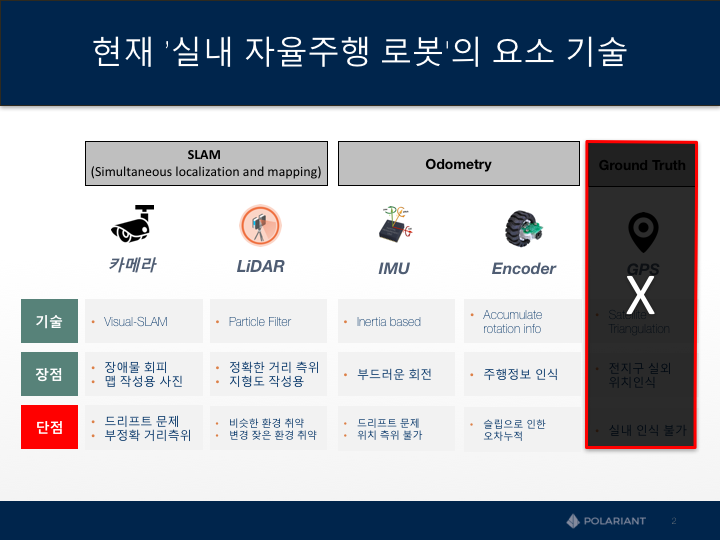 현재 '실내 자율주행 로봇'의 요소 기술
SLAM
(Simultaneous localization and mapping)
Odometry
Ground Truth
카메라
LiDAR
IMU
Encoder
GPS
X
기술
• Visual-SLAM
• Particle Filter
• Inertia based
• Accumulate
rotation info
• Satellite
Triangulation
장점
• 장애물 회피
• 맵 작성용 사진
• 정확한 거리 측위
• 지형도 작성용
• 부드러운 회전
• 주행정보 인식
• 전지구 실외
위치인식
단점
• 드리프트 문제
• 부정확 거리측위
• 비슷한 환경 취약
• 변경 잦은 환경 취약
• 드리프트 문제
• 위치 측위 불가
• 슬립으로 인한
오차누적
• 실내 인식 불가
POLARIANT
2